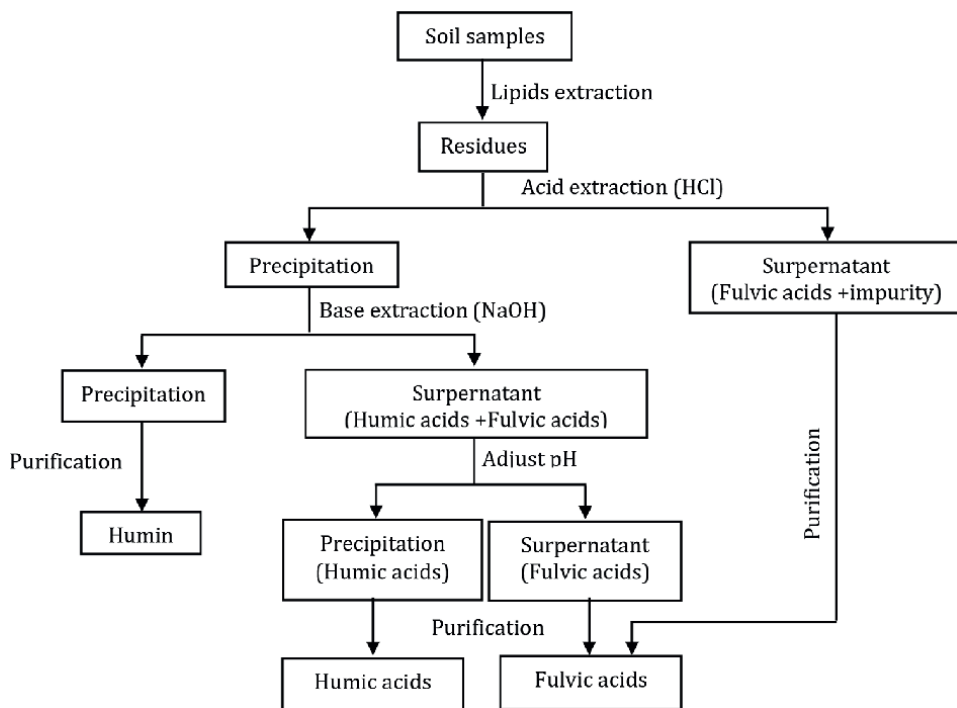 Soil samples
Lipids extraction
Residues
Acid extraction (HCl)
Precipitation
Surpernatant
(Fulvic acids +impurity)
Base extraction (NaOH)
Precipitation
Surpernatant
(Humic acids +Fulvic acids)
Purification
Adjust pH
Purification
Humin
Precipitation
(Humic acids)
Surpernatant
(Fulvic acids)
Purification
Humic acids
Fulvic acids